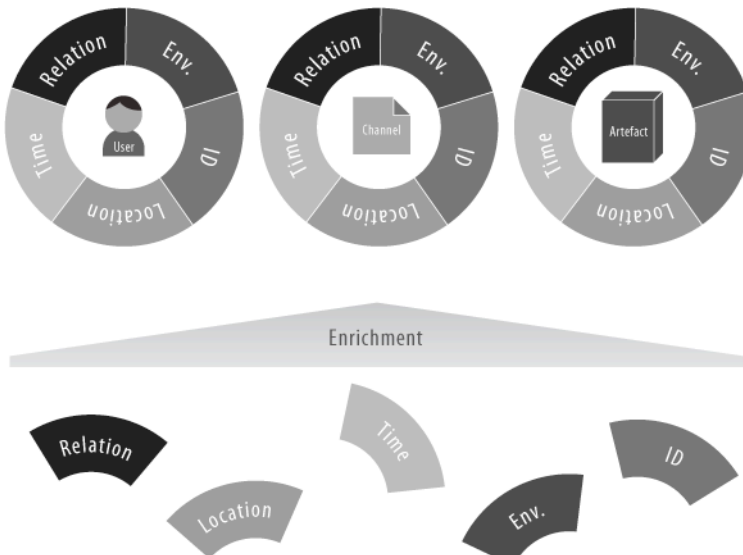 Relation
Env.
Time
User
ID
Location
Relation
Env.
Time
Channel
ID
Location
Relation
Env.
Time
Artefact
ID
Location
Enrichment
Relation
Location
Time
Env.
ID